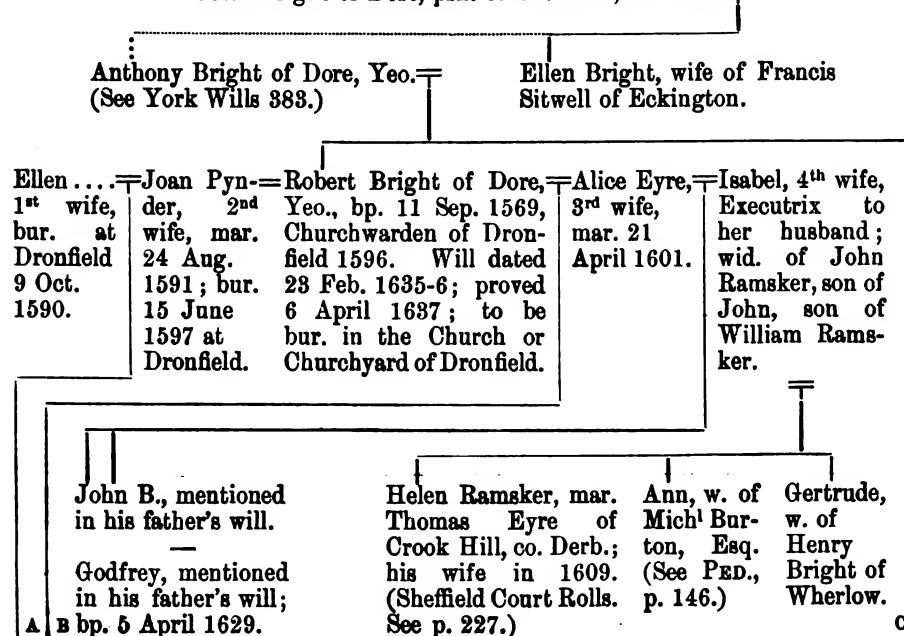 Anthony Bright of Dore, Yeo.
(See York Wills 383.)
Ellen Bright, wife of Francis
Sitwell of Eckington.
Ellen ....
1st wife,
bur. at
Dronfield
9 Oct.
1590.
Joan Pyn-
der, 2nd
wife, mar.
24 Aug.
1591; bur.
15 June
1597 at
Dronfield.
Robert Bright of Dore,
Yeo., bp. 11 Sep. 1569,
Churchwarden of Dron-
field 1596. Will dated
23 Feb. 1635-6; proved
6 April 1637; to be
bur. in the Church or
Churchyard of Dronfield.
Alice Eyre,
3rd wife,
mar. 21
April 1601.
Isabel, 4th wife,
Executrix to
her husband;
wid. of John
Ramsker, son of
John, son of
William Rams-
ker.
John B., mentioned
in his father's will.
Godfrey, mentioned
in his father's will;
bp. 5 April 1629.
Helen Ramsker, mar.
Thomas Eyre of
Crook Hill, co. Derb.;
his wife in 1609.
(Sheffield Court Rolls.
See p. 227.)
Ann, w. of
Michl Bur-
ton, Esq.
(See PED.,
p. 146.)
Gertrude,
w. of
Henry
Bright of
Wherlow.
A
B
C